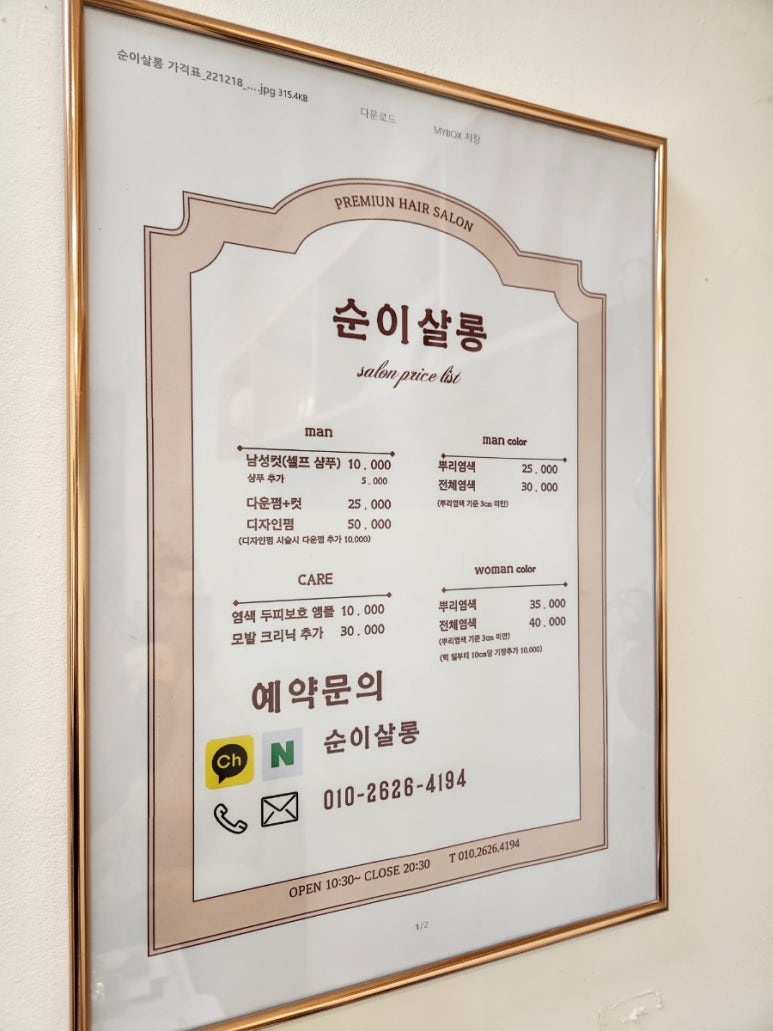 순이살롱 가격표_221218_....jpg 315.4KB
다운로드 MYBOX 저장
PREMIUN HAIR SALON
순이살롱
salon price list
man
남성컷(셀프 샴푸) 10,000
샴푸 추가 5,000
다운펌+컷 25,000
디자인펌 50,000
(디자인펌 시술시 다운펌 추가 10,000)
man color
뿌리염색 25,000
전체염색 30,000
(뿌리염색 기준 3cm 미만)
CARE
염색 두피보호 앰플 10,000
모발 크리닉 추가 30,000
woman color
뿌리염색 35,000
전체염색 40,000
(뿌리염색 기준 3cm 미만)
(턱 밑부터 10cm당 기장추가 10,000)
예약문의
Ch N 순이살롱
010-2626-4194
OPEN 10:30~ CLOSE 20:30 T 010.2626.4194
1/2